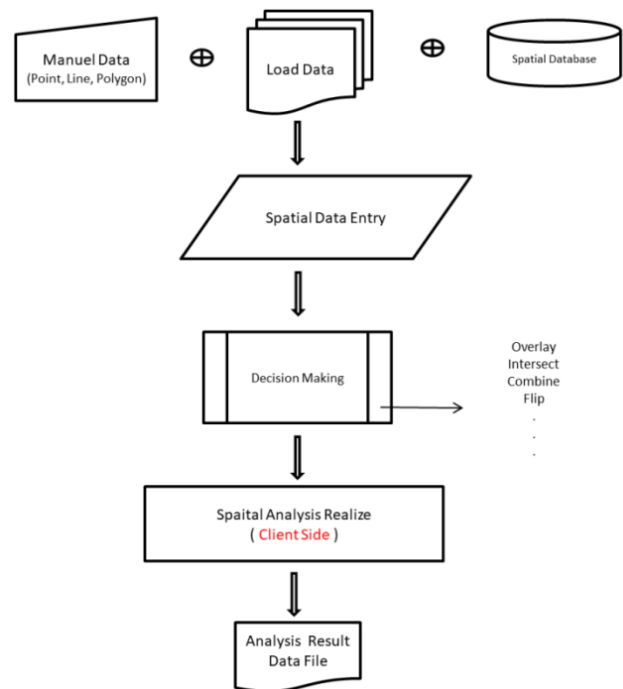 Manuel Data
(Point, Line, Polygon)
Load Data
Spatial Database
Spatial Data Entry
Decision Making
Overlay
Intersect
Combine
Flip
.
.
.
Spaital Analysis Realize
( Client Side )
Analysis Result
Data File